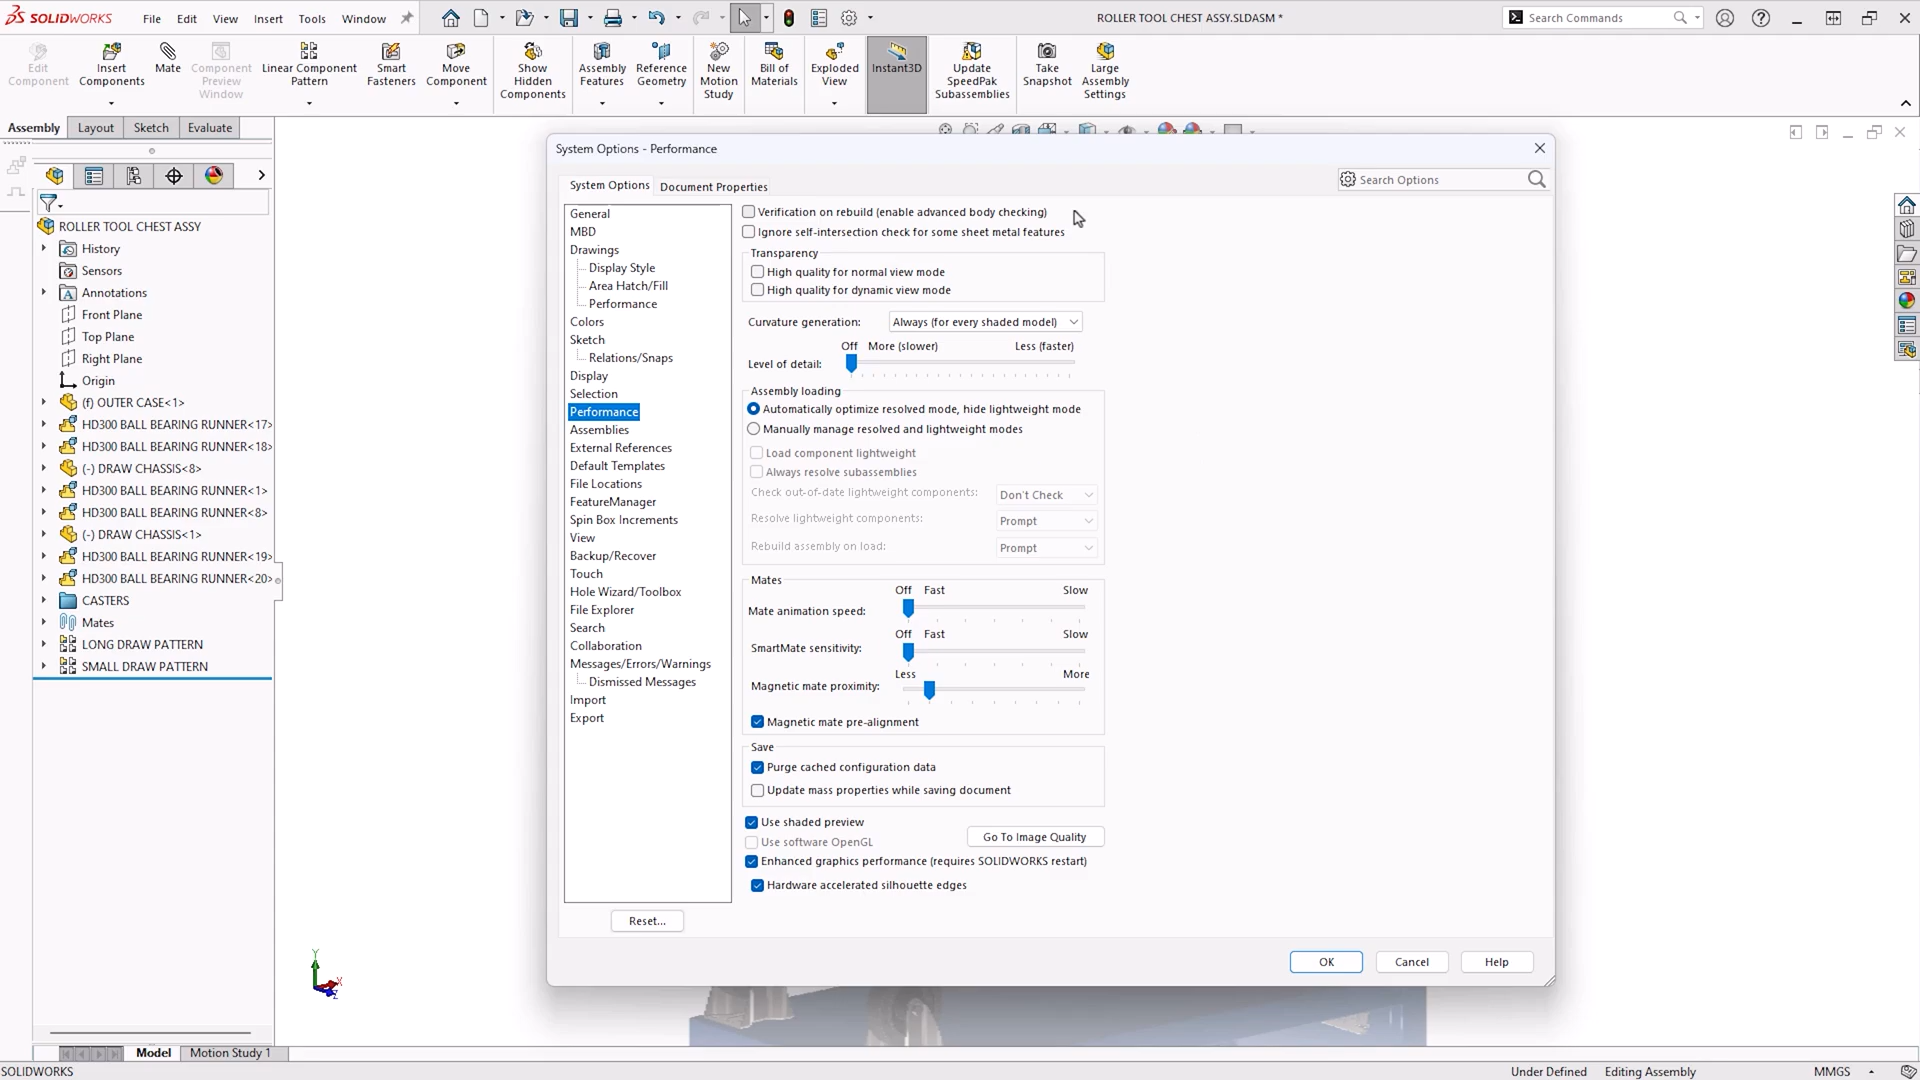 SOLIDWORKS
File Edit View Insert Tools Window
ROLLER TOOL CHEST ASSY.SLDASM *
Search Commands
Edit Component
Insert Components
Mate
Component Preview Window
Linear Component Pattern
Smart Fasteners
Move Component
Show Hidden Components
Assembly Features
Reference Geometry
New Motion Study
Bill of Materials
Exploded View
Instant3D
Update SpeedPak Subassemblies
Take Snapshot
Large Assembly Settings
Assembly Layout Sketch Evaluate
ROLLER TOOL CHEST ASSY
History
Sensors
Annotations
Front Plane
Top Plane
Right Plane
Origin
(f) OUTER CASE<1>
HD300 BALL BEARING RUNNER<17>
HD300 BALL BEARING RUNNER<18>
(-) DRAW CHASSIS<8>
HD300 BALL BEARING RUNNER<1>
HD300 BALL BEARING RUNNER<8>
(-) DRAW CHASSIS<1>
HD300 BALL BEARING RUNNER<19>
HD300 BALL BEARING RUNNER<20>
CASTERS
Mates
LONG DRAW PATTERN
SMALL DRAW PATTERN
System Options - Performance
System Options Document Properties
Search Options
General
MBD
Drawings
Display Style
Area Hatch/Fill
Performance
Colors
Sketch
Relations/Snaps
Display
Selection
Performance
Assemblies
External References
Default Templates
File Locations
FeatureManager
Spin Box Increments
View
Backup/Recover
Touch
Hole Wizard/Toolbox
File Explorer
Search
Collaboration
Messages/Errors/Warnings
Dismissed Messages
Import
Export
Reset...
Verification on rebuild (enable advanced body checking)
Ignore self-intersection check for some sheet metal features
Transparency
High quality for normal view mode
High quality for dynamic view mode
Curvature generation: Always (for every shaded model)
Off More (slower) Less (faster)
Level of detail:
Assembly loading
Automatically optimize resolved mode, hide lightweight mode
Manually manage resolved and lightweight modes
Load component lightweight
Always resolve subassemblies
Check out-of-date lightweight components: Don't Check
Resolve lightweight components: Prompt
Rebuild assembly on load: Prompt
Mates
Off Fast Slow
Mate animation speed:
Off Fast Slow
SmartMate sensitivity:
Less More
Magnetic mate proximity:
Magnetic mate pre-alignment
Save
Purge cached configuration data
Update mass properties while saving document
Use shaded preview
Go To Image Quality
Use software OpenGL
Enhanced graphics performance (requires SOLIDWORKS restart)
Hardware accelerated silhouette edges
OK Cancel Help
Y
X
Z
Model Motion Study 1
SOLIDWORKS
Under Defined Editing Assembly MMGS